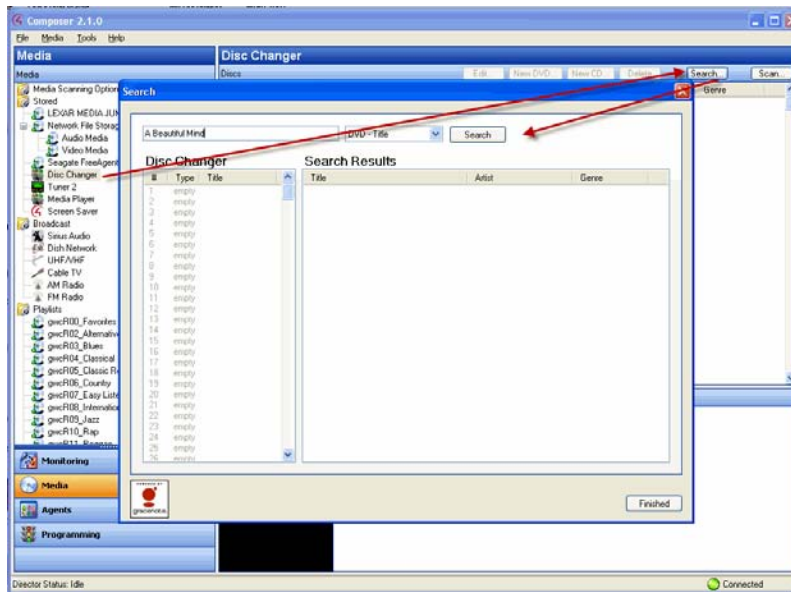 Composer 2.1.0
File Media Tools Help
Media
Disc Changer
Media
Discs
Edit... New DVD New CD Delete Search... Scan...
Media Scanning Option
Stored
LEXAR MEDIA JUM
Network File Storag
Audio Media
Video Media
Seagate FreeAgent
Disc Changer
Tuner 2
Media Player
Screen Saver
Broadcast
Sirius Audio
Dish Network
UHF/VHF
Cable TV
AM Radio
FM Radio
Playlists
gwcR00_Favorites
gwcR02_Alternativ
gwcR03_Blues
gwcR04_Classical
gwcR05_Classic R
gwcR06_Country
gwcR07_Easy Liste
gwcR08_Internation
gwcR09_Jazz
gwcR10_Rap
Monitoring
Media
Agents
Programming
Genre
Search
A Beautiful Mind
DVD - Title
Search
Disc Changer
# Type Title
1 empty
2 empty
3 empty
4 empty
5 empty
6 empty
7 empty
8 empty
9 empty
10 empty
11 empty
12 empty
13 empty
14 empty
15 empty
16 empty
17 empty
18 empty
19 empty
20 empty
21 empty
22 empty
23 empty
24 empty
25 empty
26 empty
Search Results
Title Artist Genre
POWERED BY
gracenote.
Finished
Director Status: Idle
Connected